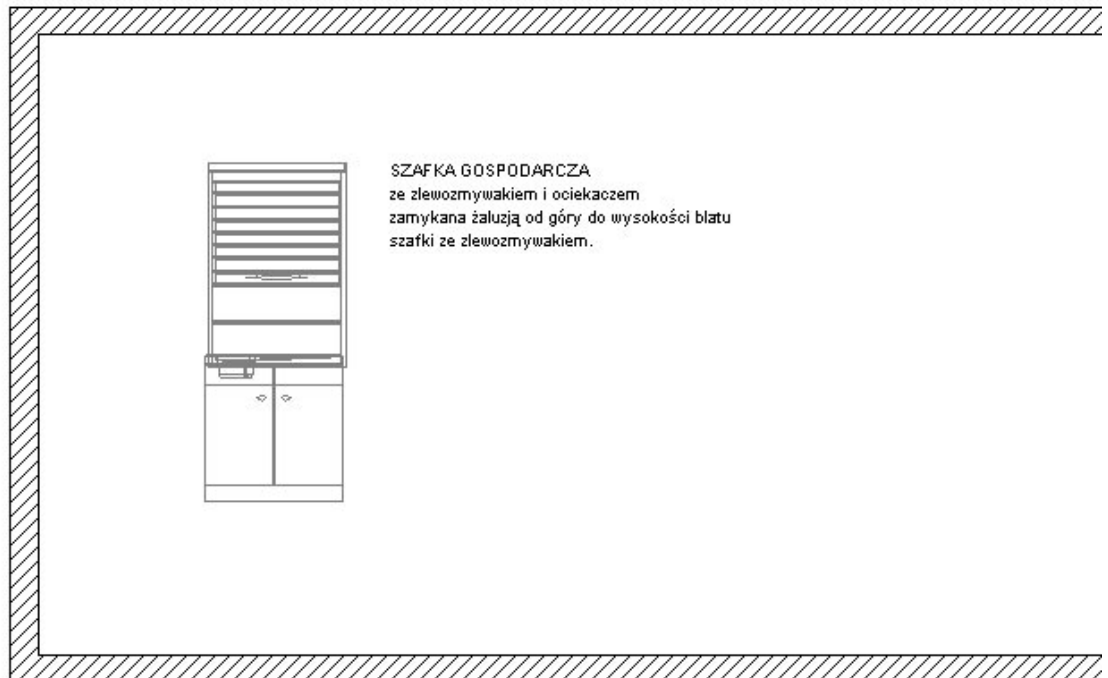 SZAFKA GOSPODARCZA
ze zlewozmywakiem i ociekaczem
zamykana żaluzją od góry do wysokości blatu
szafki ze zlewozmywakiem.